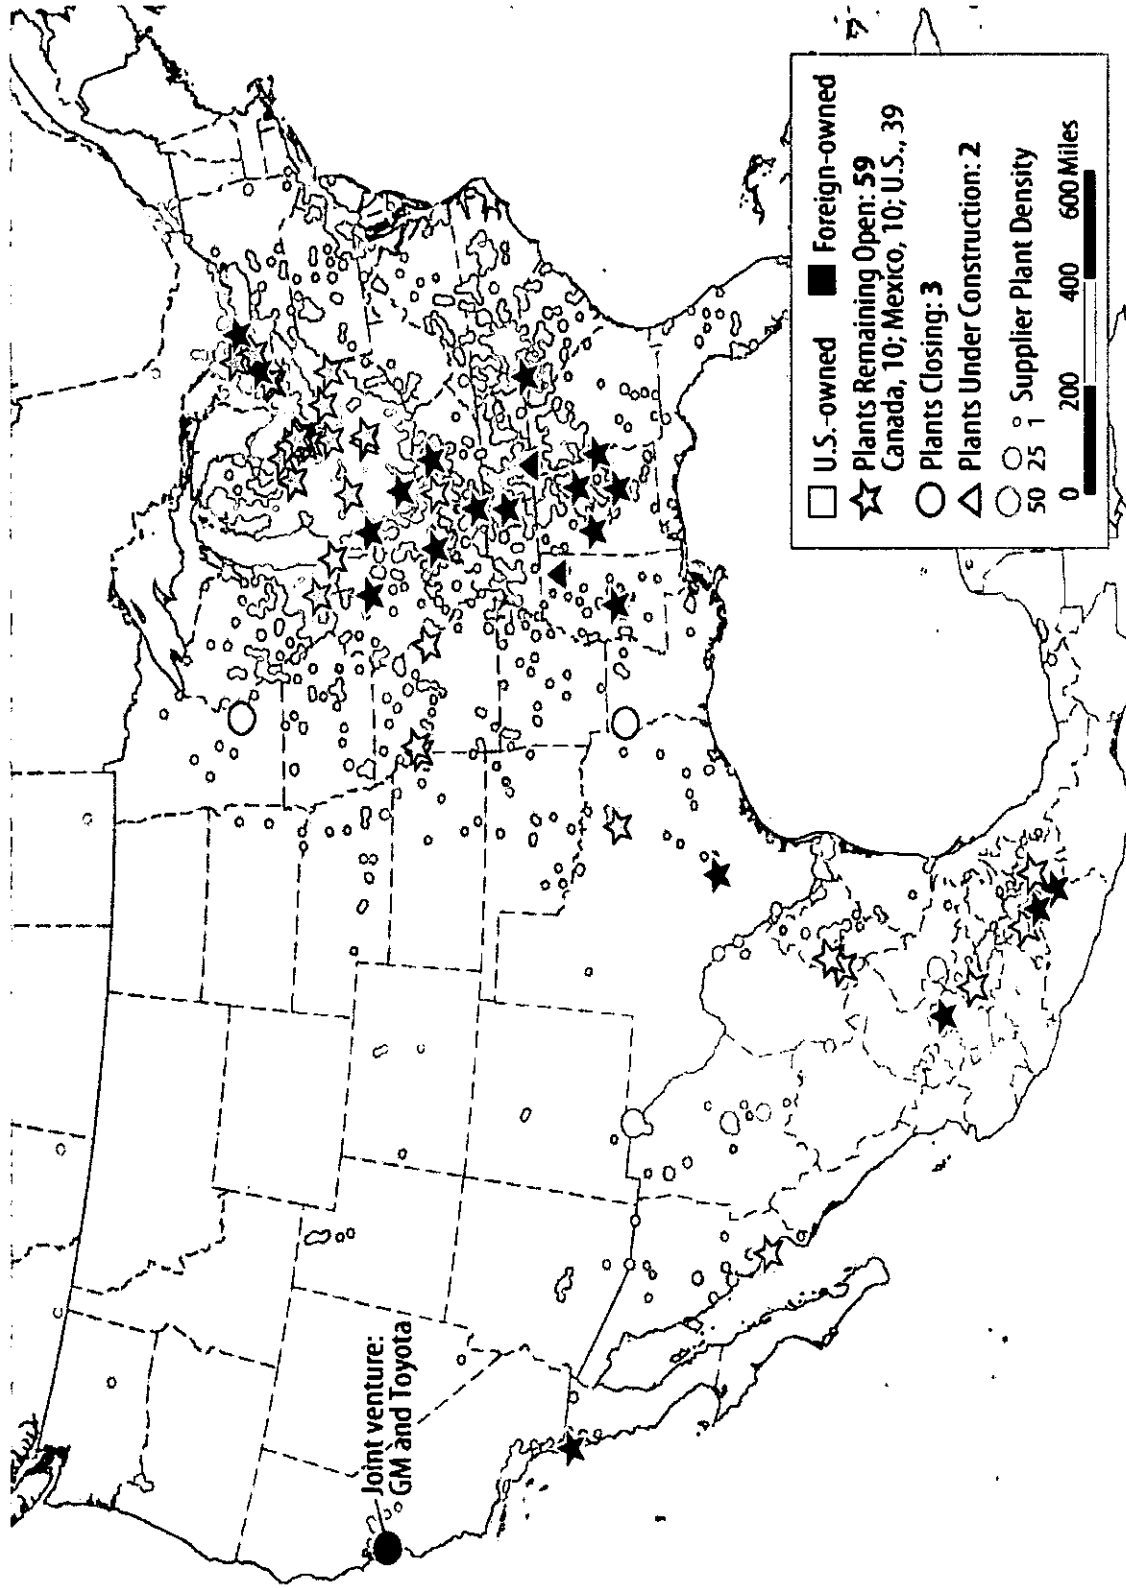 Joint venture:
GM and Toyota
U.S.-owned
Foreign-owned
Plants Remaining Open: 59
Canada, 10; Mexico, 10; U.S., 39
Plants Closing: 3
Plants Under Construction: 2
Supplier Plant Density
50 25 1
0 200 400 600 Miles